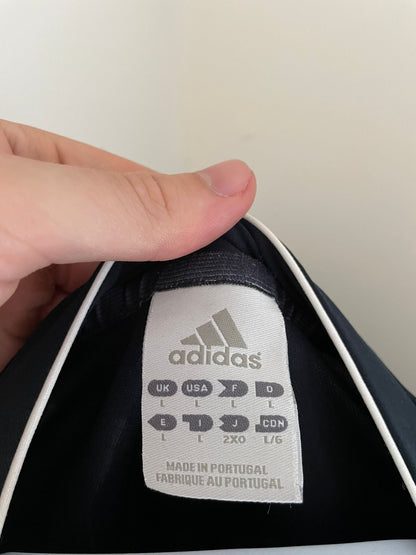 adidas
UK USA F D
L L L L
E I J CDN
L L 2XO L/G
MADE IN PORTUGAL
FABRIQUE AU PORTUGAL